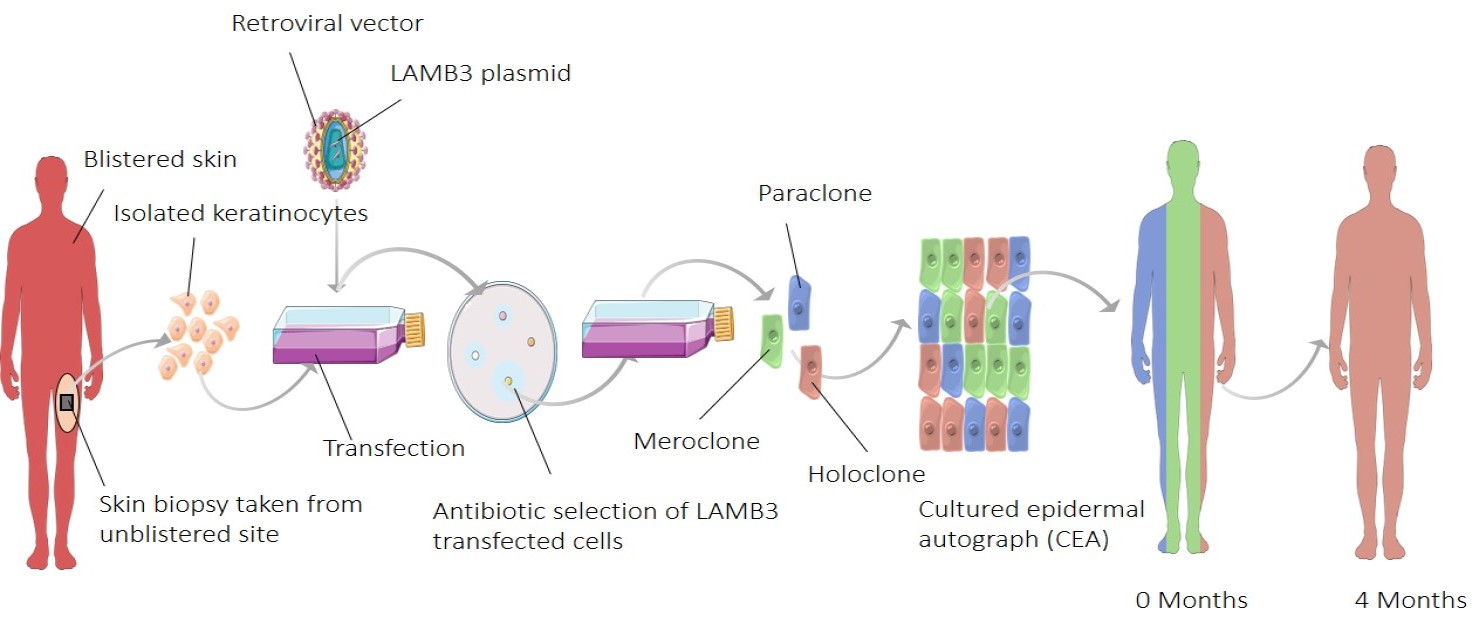 Retroviral vector
LAMB3 plasmid
Blistered skin
Isolated keratinocytes
Paraclone
Transfection
Meroclone
Holoclone
Skin biopsy taken from
unblistered site
Antibiotic selection of LAMB3
transfected cells
Cultured epidermal
autograph (CEA)
0 Months
4 Months